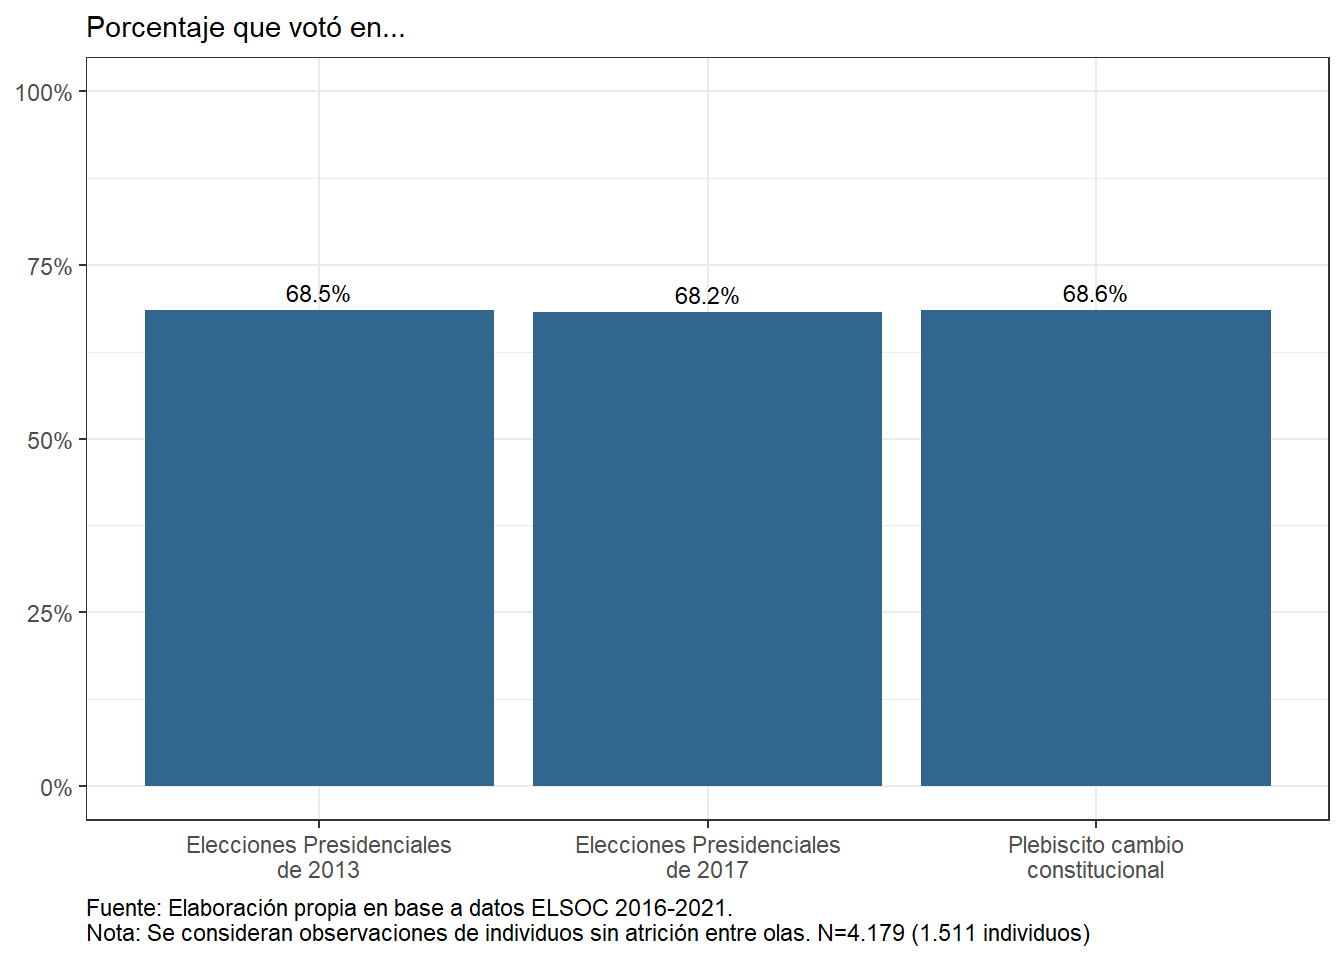 Porcentaje que votó en...
100%
75%
50%
25%
0%
68.5%
68.2%
68.6%
Elecciones Presidenciales
de 2013
Elecciones Presidenciales
de 2017
Plebiscito cambio
constitucional
Fuente: Elaboración propia en base a datos ELSOC 2016-2021.
Nota: Se consideran observaciones de individuos sin atrición entre olas. N=4.179 (1.511 individuos)